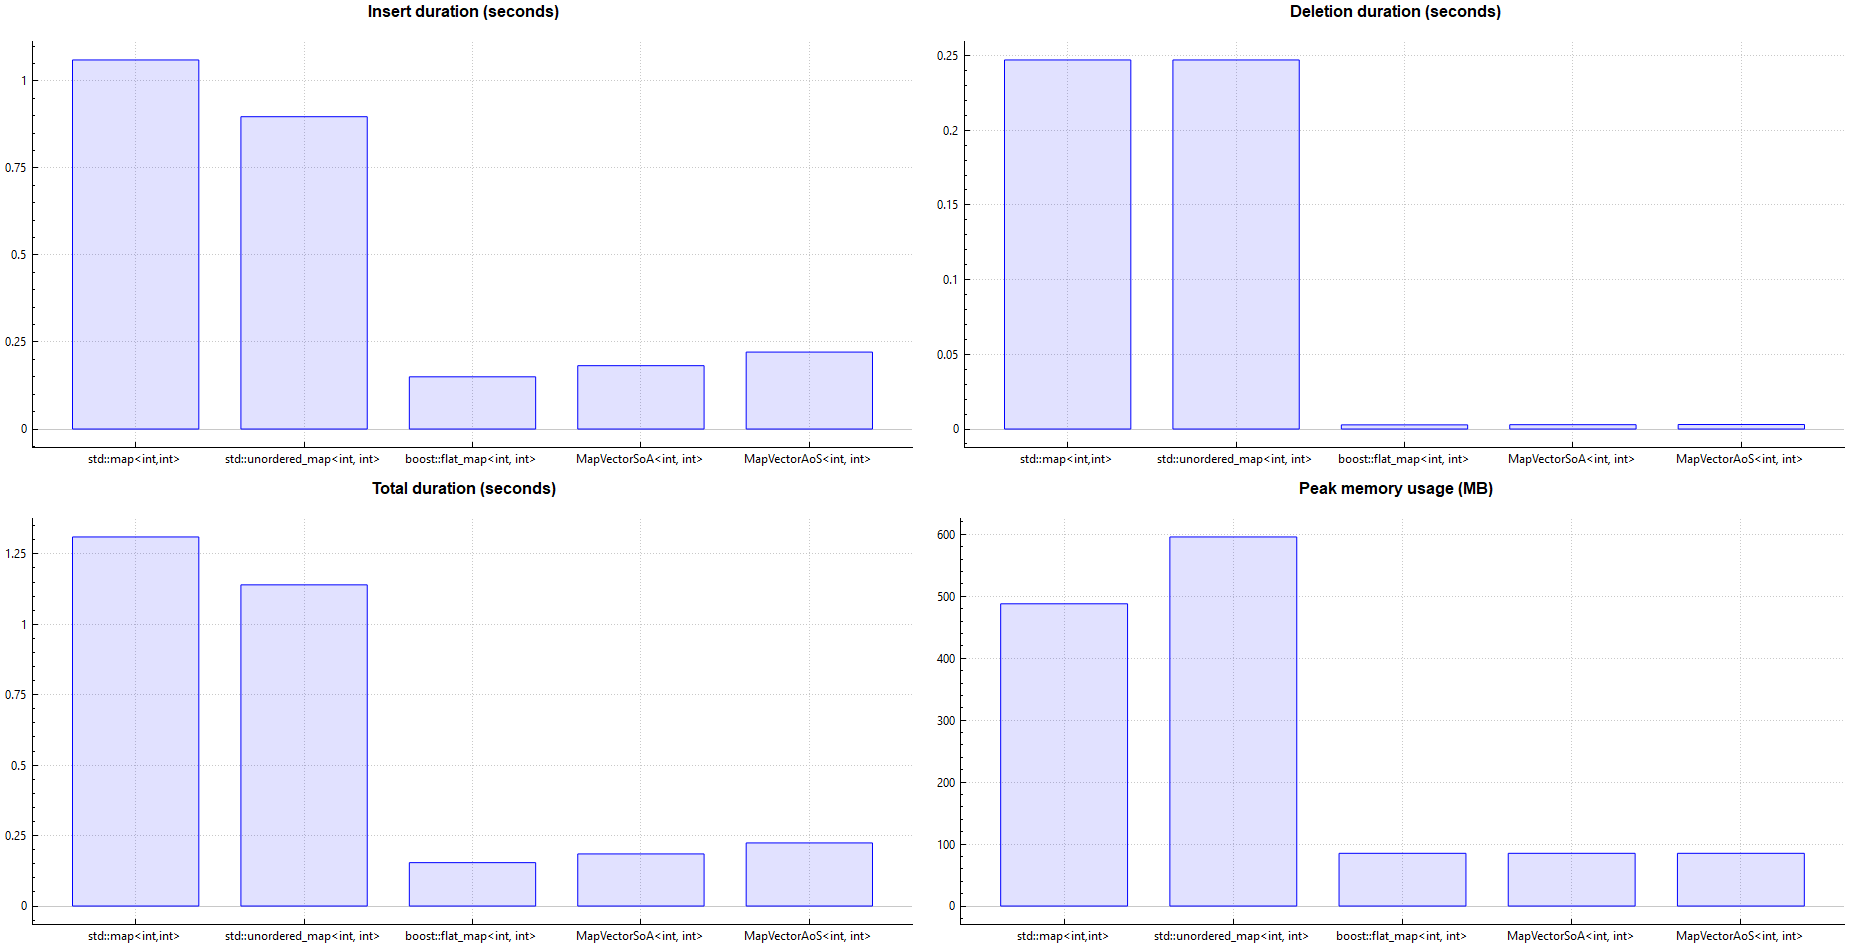 Insert duration (seconds)
1
0.75
0.5
0.25
0
std::map<int,int>
std::unordered_map<int, int>
boost::flat_map<int, int>
MapVectorSoA<int, int>
MapVectorAoS<int, int>
Deletion duration (seconds)
0.25
0.2
0.15
0.1
0.05
0
std::map<int,int>
std::unordered_map<int, int>
boost::flat_map<int, int>
MapVectorSoA<int, int>
MapVectorAoS<int, int>
Total duration (seconds)
1.25
1
0.75
0.5
0.25
0
std::map<int,int>
std::unordered_map<int, int>
boost::flat_map<int, int>
MapVectorSoA<int, int>
MapVectorAoS<int, int>
Peak memory usage (MB)
600
500
400
300
200
100
0
std::map<int,int>
std::unordered_map<int, int>
boost::flat_map<int, int>
MapVectorSoA<int, int>
MapVectorAoS<int, int>